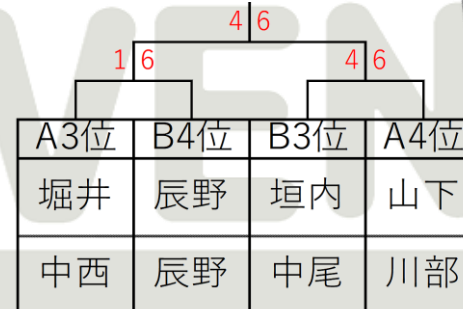 4 6
1 6 4 6
A3位 B4位 B3位 A4位
堀井 辰野 垣内 山下
中西 辰野 中尾 川部
VEN